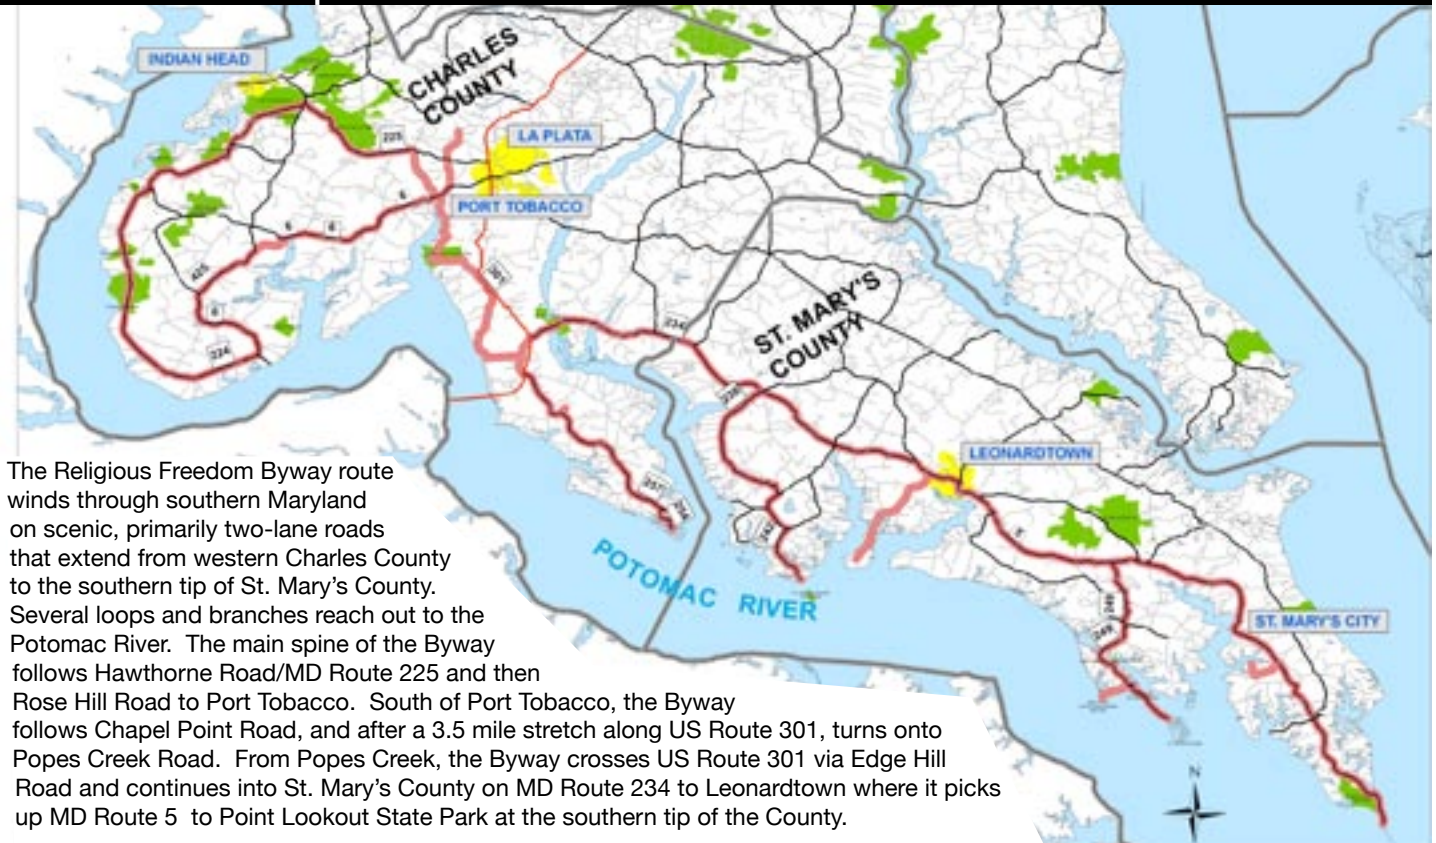 INDIAN HEAD
CHARLES
COUNTY
225
LA PLATA
6
PORT TOBACCO
6
6
425
301
6
224
234
ST. MARY'S
COUNTY
238
LEONARDTOWN
257
254
242
5
POTOMAC RIVER
249
249
ST. MARY'S CITY
N
The Religious Freedom Byway route
winds through southern Maryland
on scenic, primarily two-lane roads
that extend from western Charles County
to the southern tip of St. Mary's County.
Several loops and branches reach out to the
Potomac River. The main spine of the Byway
follows Hawthorne Road/MD Route 225 and then
Rose Hill Road to Port Tobacco. South of Port Tobacco, the Byway
follows Chapel Point Road, and after a 3.5 mile stretch along US Route 301, turns onto
Popes Creek Road. From Popes Creek, the Byway crosses US Route 301 via Edge Hill
Road and continues into St. Mary's County on MD Route 234 to Leonardtown where it picks
up MD Route 5 to Point Lookout State Park at the southern tip of the County.